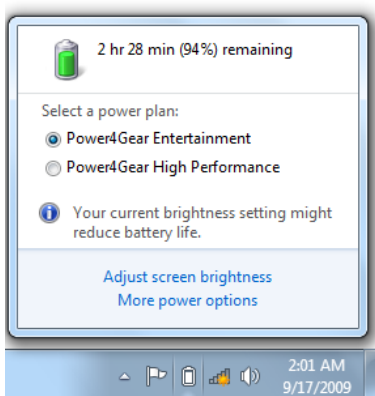 2 hr 28 min (94%) remaining
Select a power plan:
Power4Gear Entertainment
Power4Gear High Performance
Your current brightness setting might
reduce battery life.
Adjust screen brightness
More power options
2:01 AM
9/17/2009